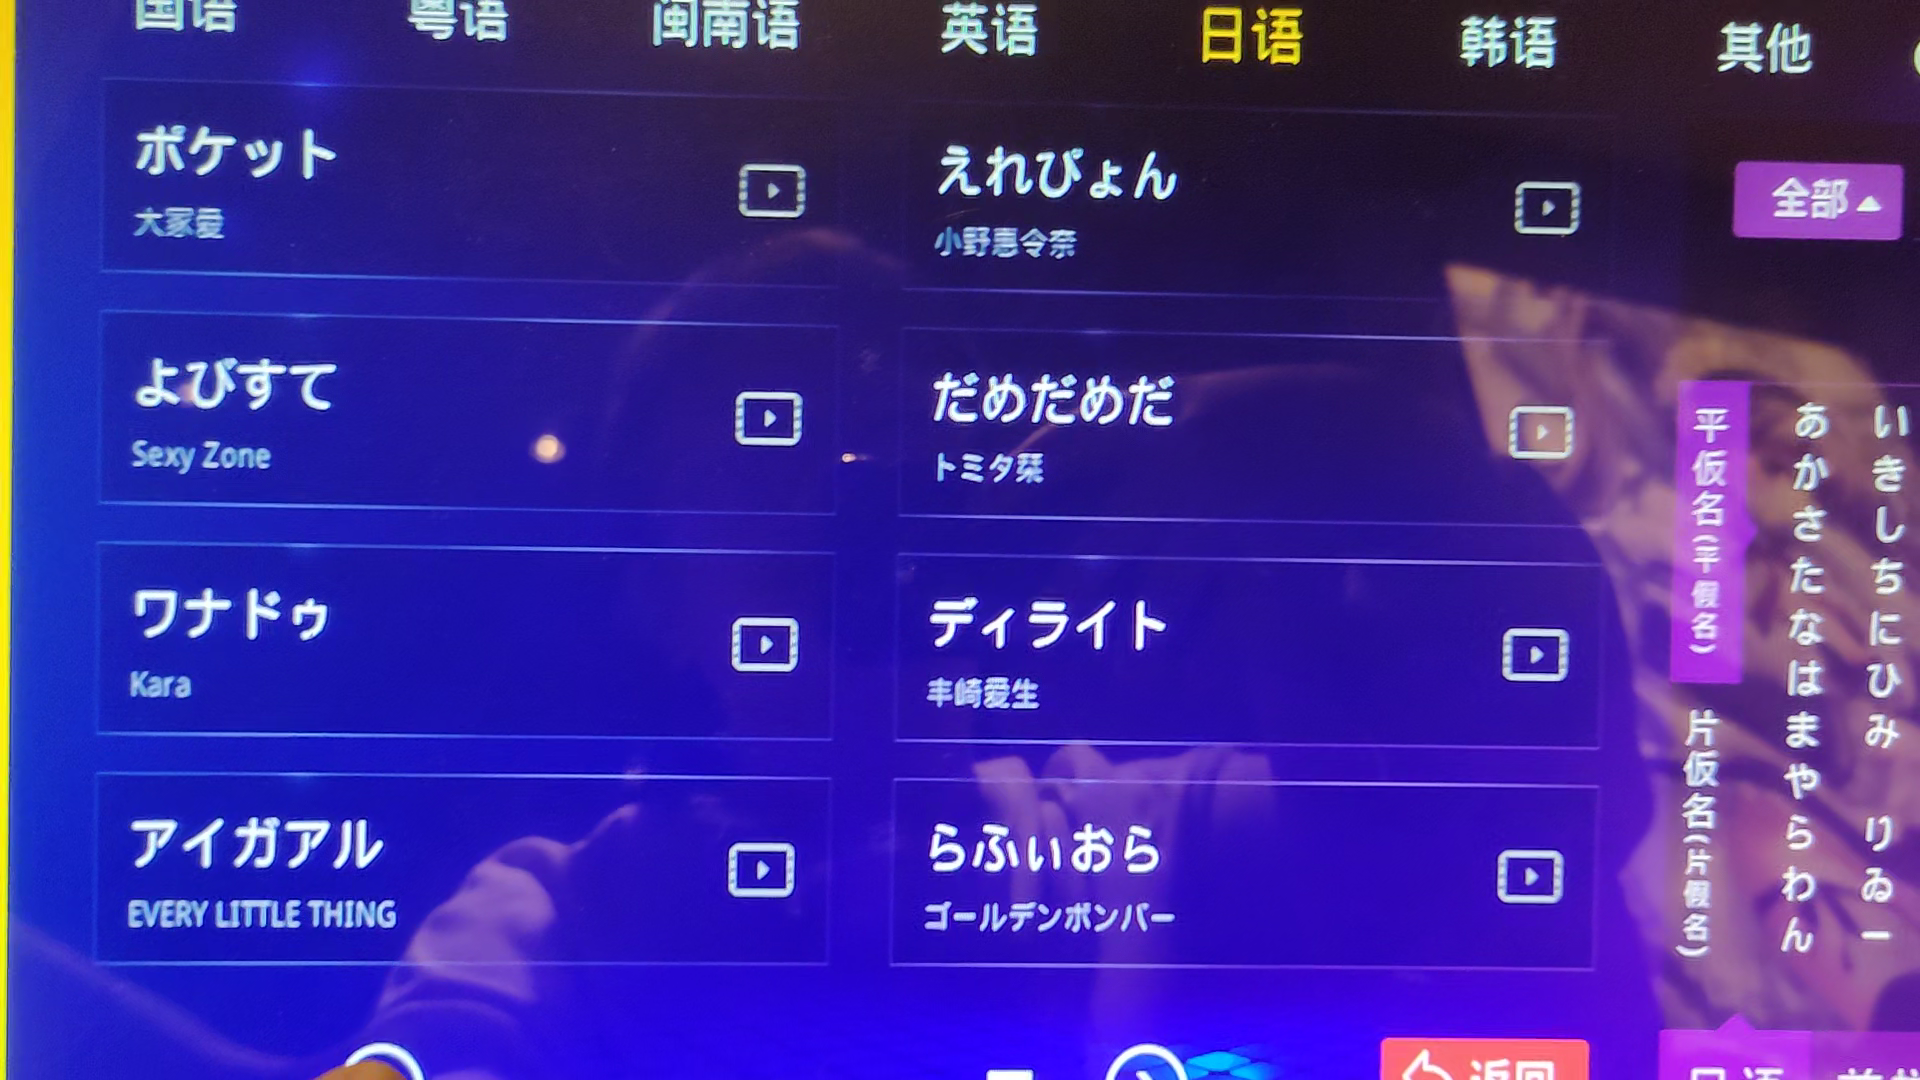 国语 粤语 闽南语 英语 日语 韩语 其他
ポケット
大冢爱
えれぴょん
小野惠令奈
全部
よびすて
Sexy Zone
だめだめだ
トミタ栞
ワナドゥ
Kara
ディライト
丰崎爱生
アイガアル
EVERY LITTLE THING
らふぃおら
ゴールデンボンバー
平仮名(平假名)
片仮名(片假名)
あかさたなはまやらわん
いきしちにひみ りゐー
返回
日语